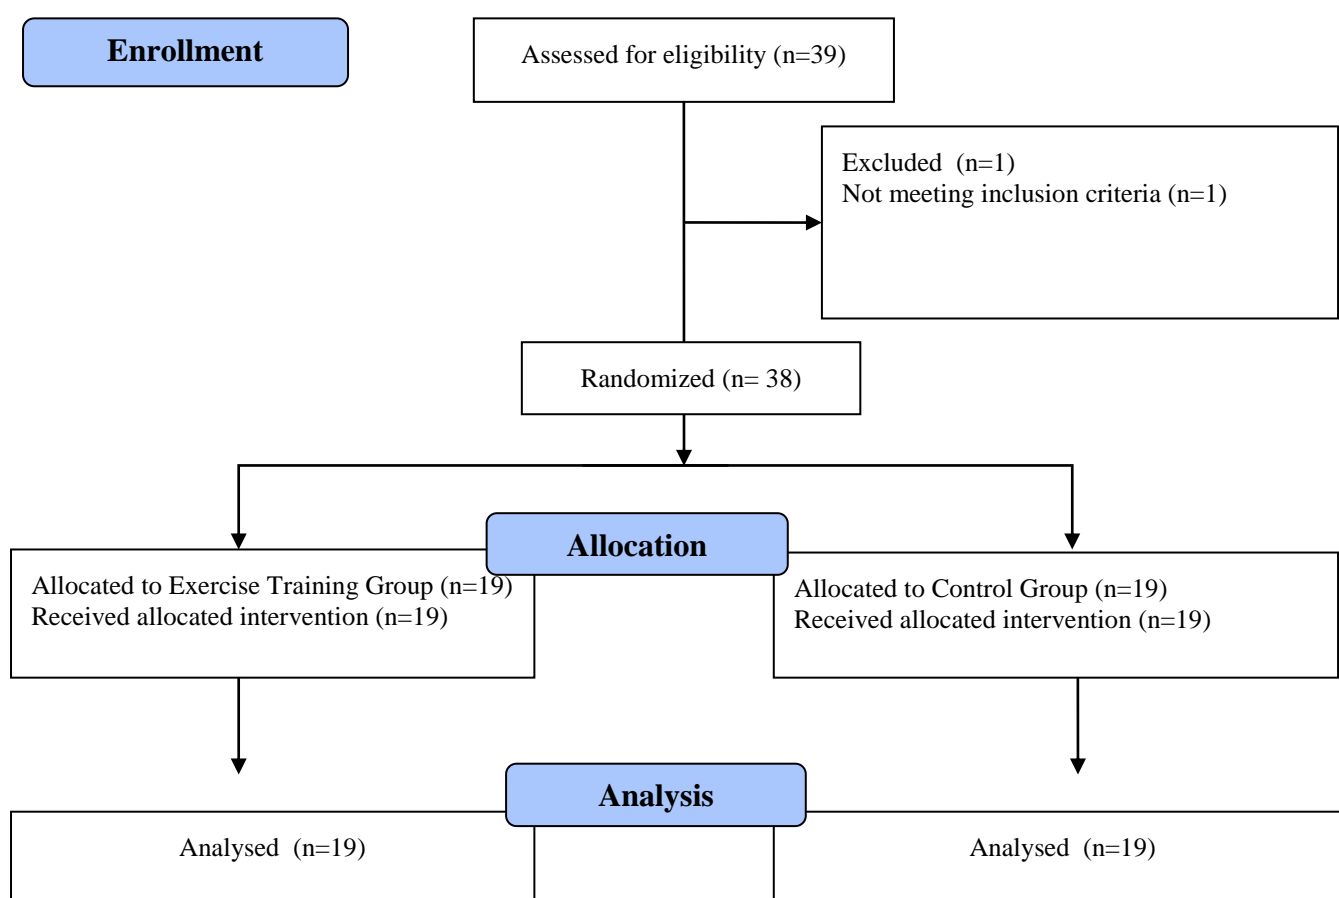 Enrollment
Assessed for eligibility (n=39)
Excluded  (n=1)
Not meeting inclusion criteria (n=1)
Randomized (n= 38)
Allocation
Allocated to Exercise Training Group (n=19)
Received allocated intervention (n=19)
Allocated to Control Group (n=19)
Received allocated intervention (n=19)
Analysis
Analysed  (n=19)
Analysed  (n=19)